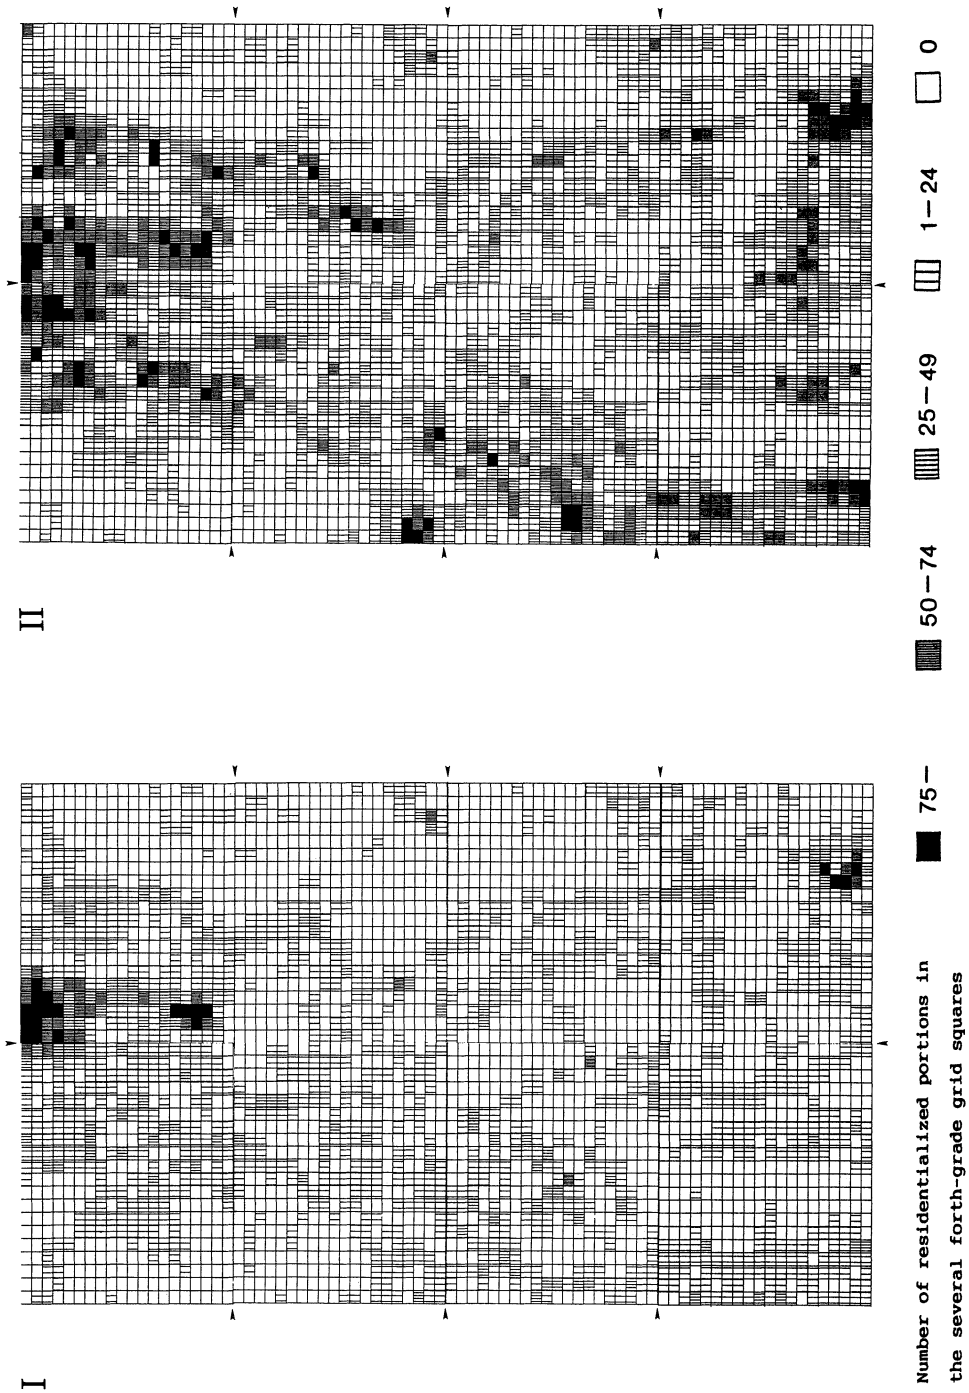 I
II
Number of residentialized portions in
the several forth-grade grid squares
75— 50—74 25—49 1—24 0